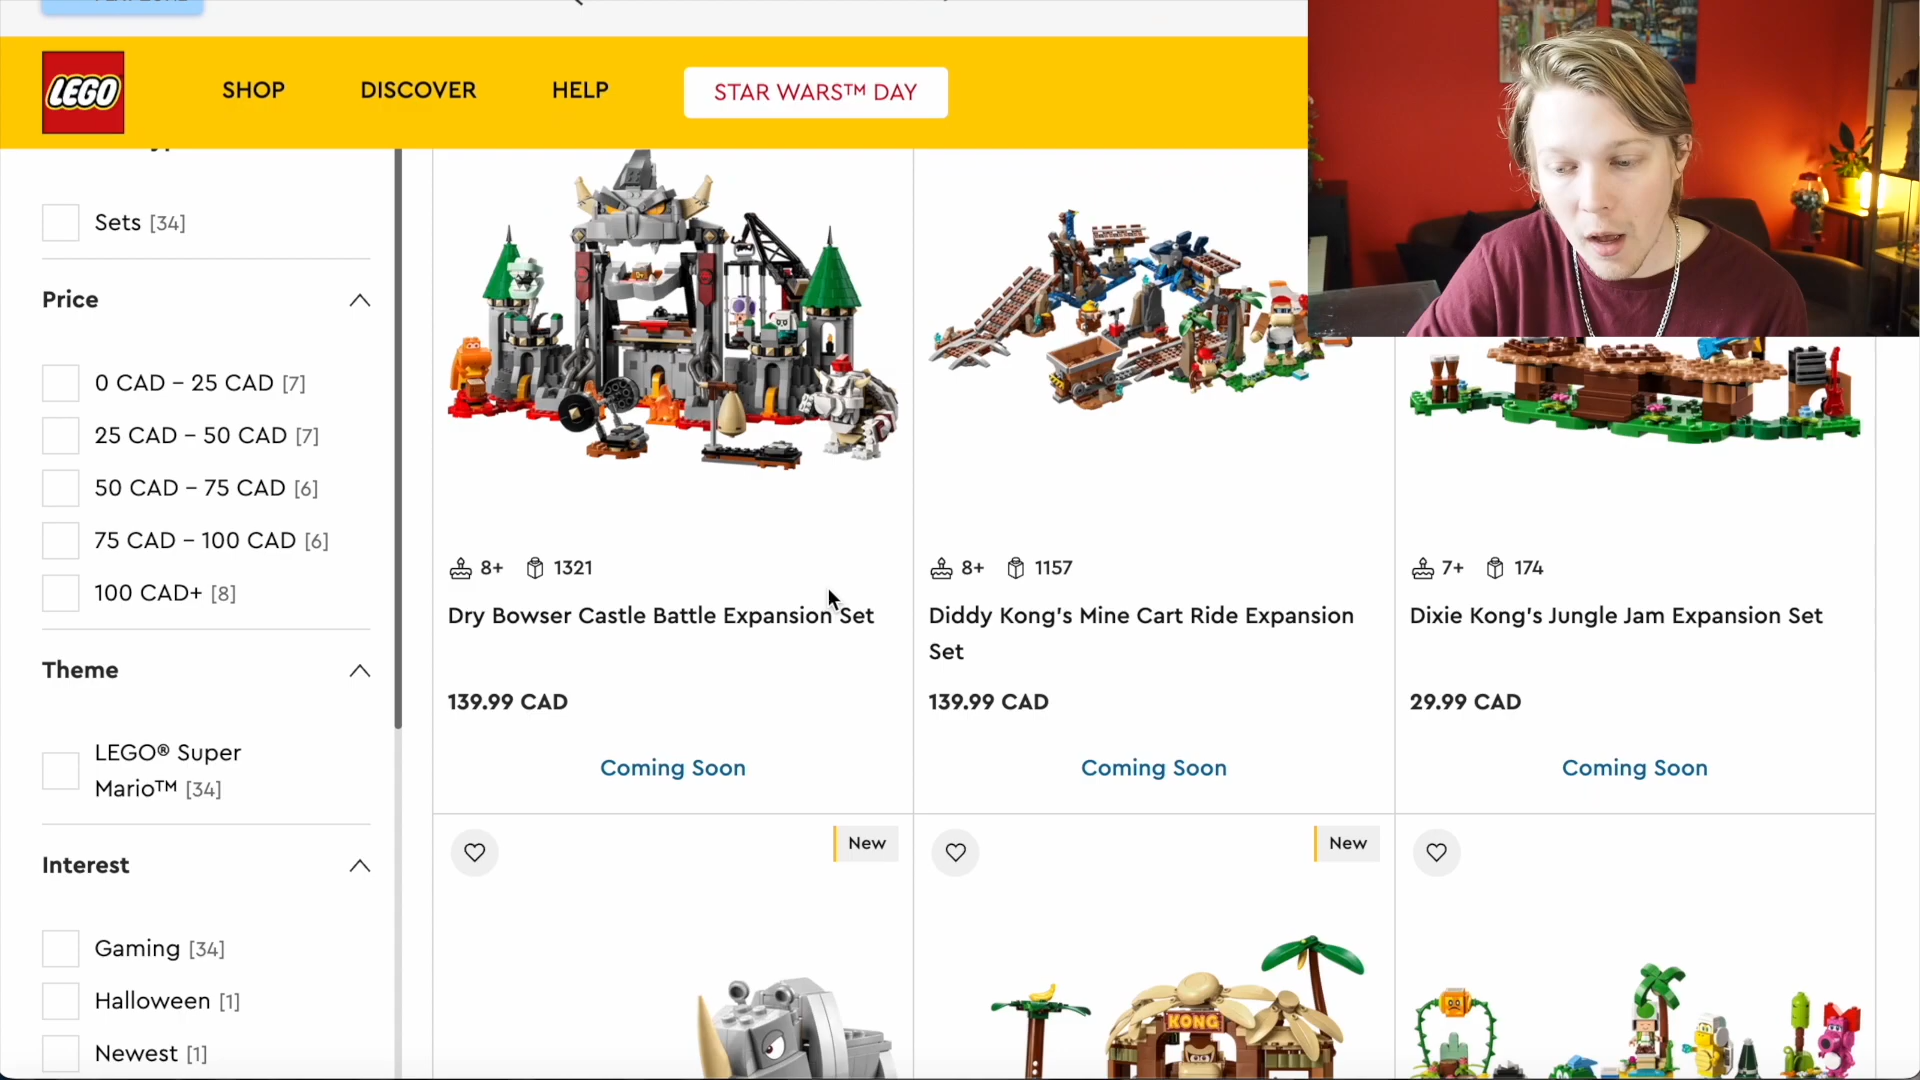 LEGO
SHOP
DISCOVER
HELP
STAR WARS™ DAY
Sets [34]
Price
0 CAD – 25 CAD [7]
25 CAD – 50 CAD [7]
50 CAD – 75 CAD [6]
75 CAD – 100 CAD [6]
100 CAD+ [8]
Theme
LEGO® Super
Mario™ [34]
Interest
Gaming [34]
Halloween [1]
Newest [1]
8+ 1321
Dry Bowser Castle Battle Expansion Set
139.99 CAD
Coming Soon
8+ 1157
Diddy Kong's Mine Cart Ride Expansion
Set
139.99 CAD
Coming Soon
7+ 174
Dixie Kong's Jungle Jam Expansion Set
29.99 CAD
Coming Soon
New
New
KONG